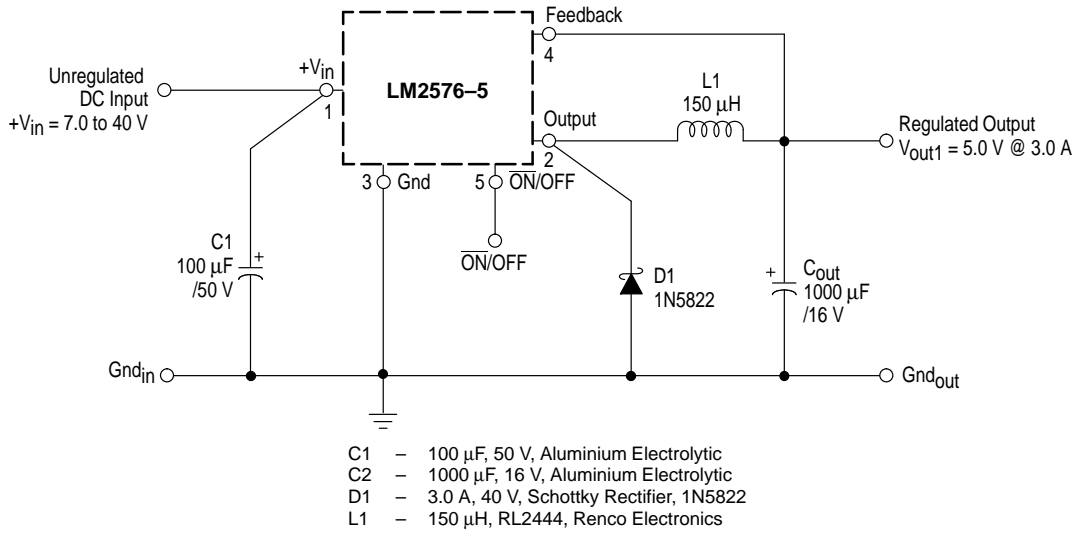 Feedback
4
Unregulated
DC Input
+Vin = 7.0 to 40 V
+Vin
1
LM2576–5
L1
150 μH
Output
2
Regulated Output
Vout1 = 5.0 V @ 3.0 A
3
Gnd
5
ON/OFF
ON/OFF
C1
100 μF
/50 V
+
D1
1N5822
+
Cout
1000 μF
/16 V
Gndin
Gndout
C1 – 100 μF, 50 V, Aluminium Electrolytic
C2 – 1000 μF, 16 V, Aluminium Electrolytic
D1 – 3.0 A, 40 V, Schottky Rectifier, 1N5822
L1 – 150 μH, RL2444, Renco Electronics